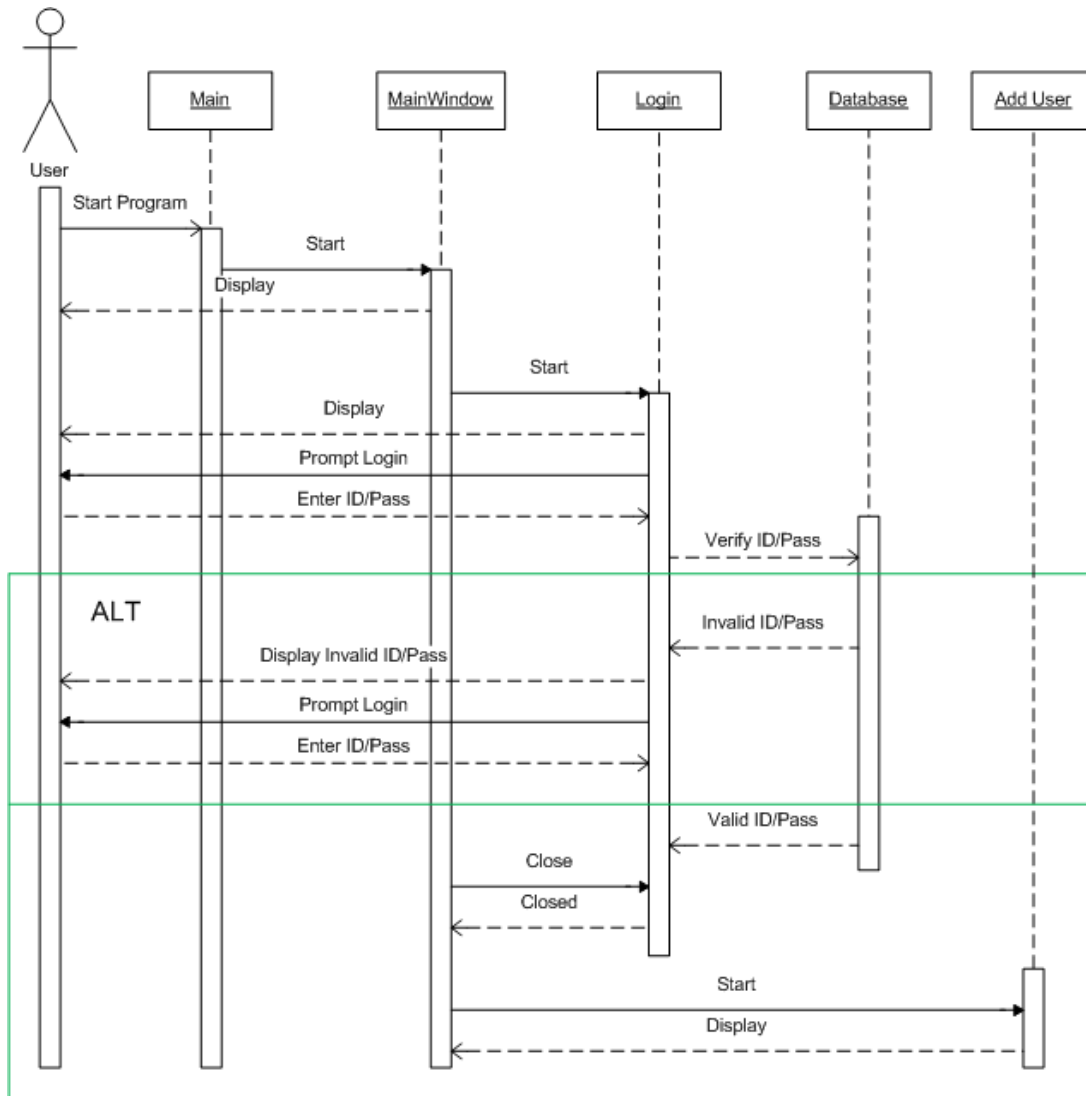 Main
MainWindow
Login
Database
Add User
User
Start Program
Start
Display
Start
Display
Prompt Login
Enter ID/Pass
Verify ID/Pass
ALT
Invalid ID/Pass
Display Invalid ID/Pass
Prompt Login
Enter ID/Pass
Valid ID/Pass
Close
Closed
Start
Display